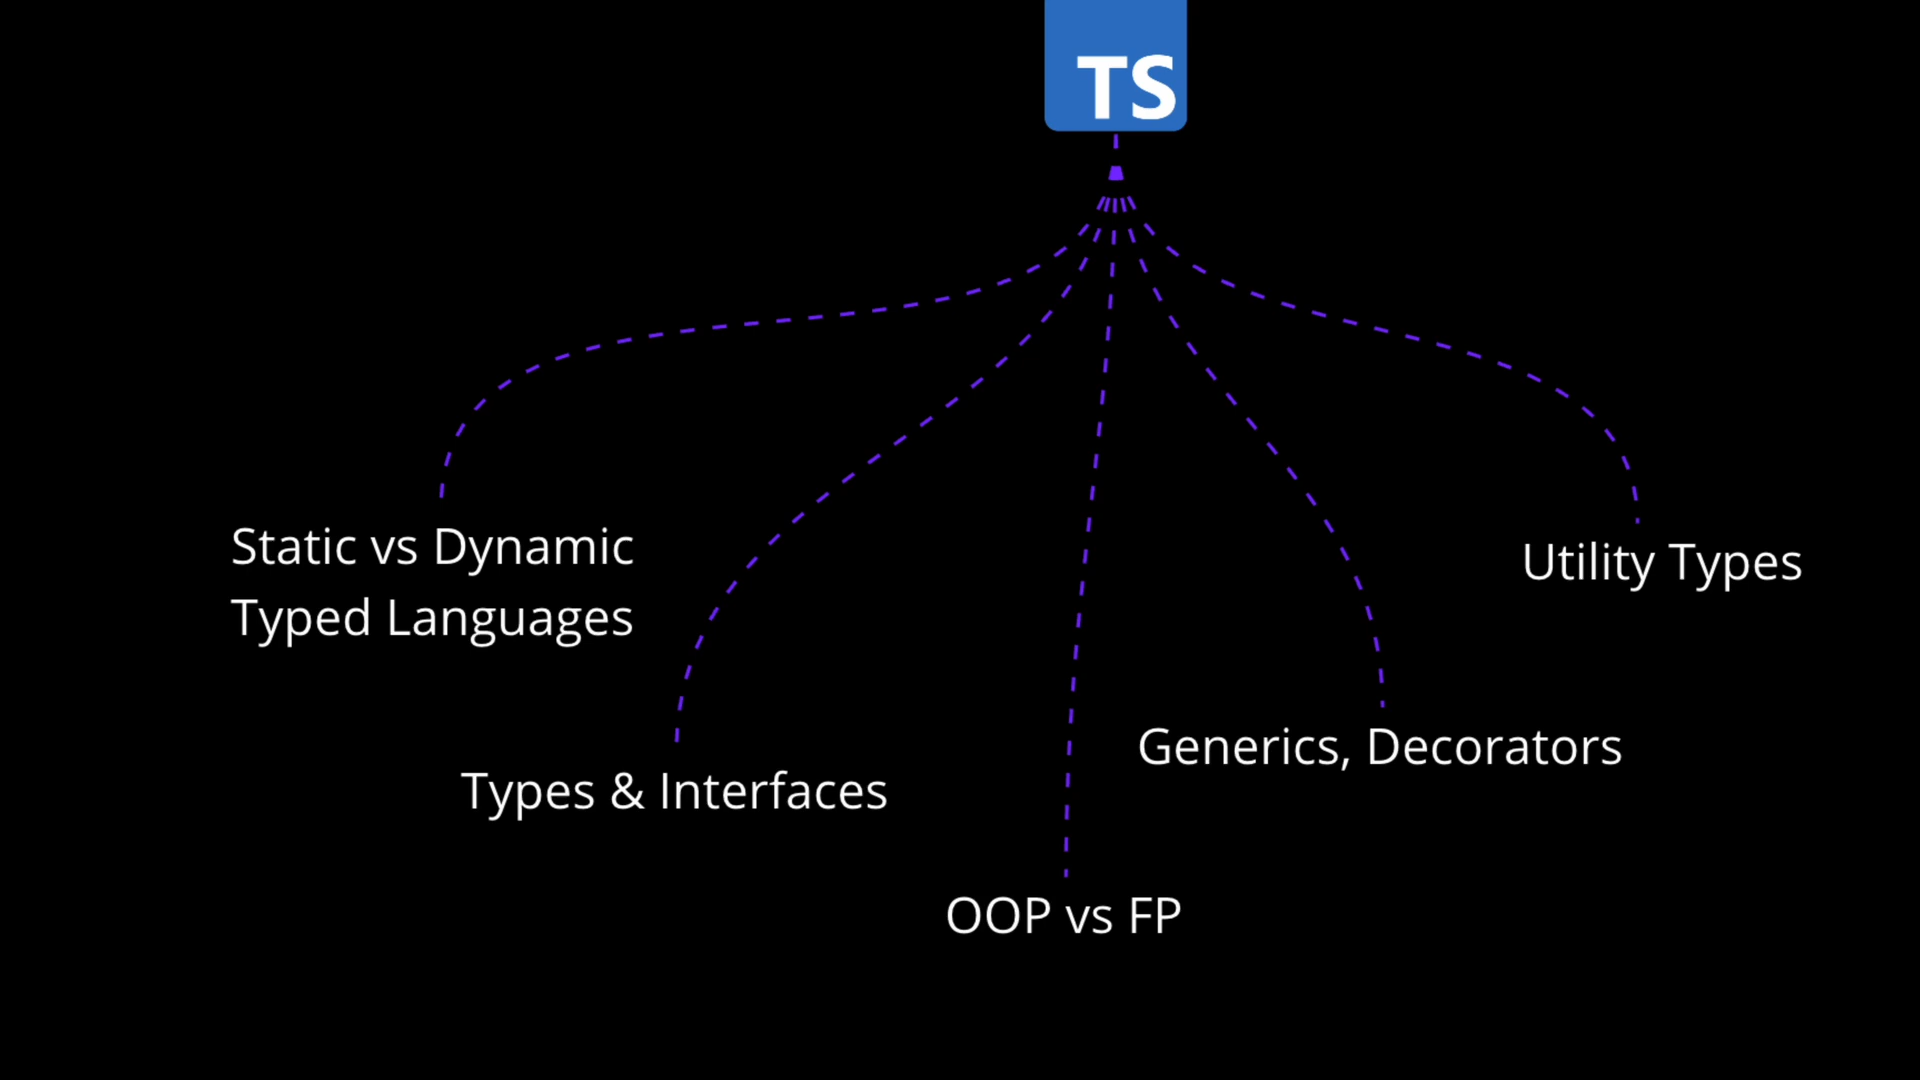 TS
Static vs Dynamic
Typed Languages
Utility Types
Types & Interfaces
Generics, Decorators
OOP vs FP